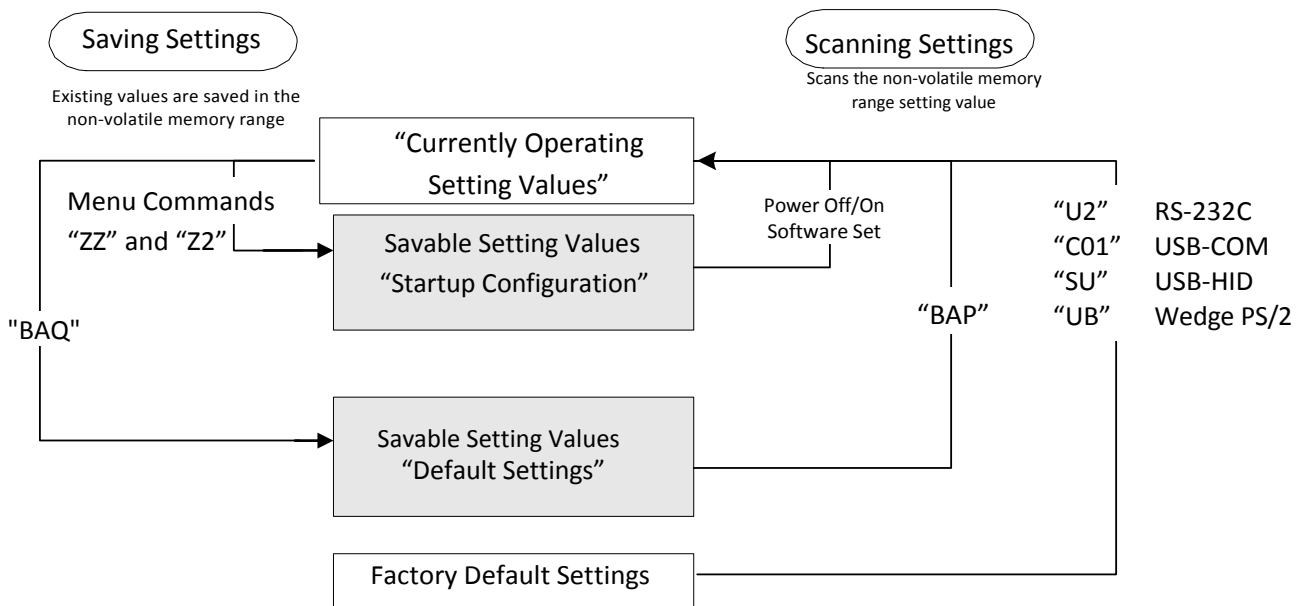 Saving Settings
Existing values are saved in the
non-volatile memory range
Scanning Settings
Scans the non-volatile memory
range setting value
“Currently Operating
Setting Values”
Menu Commands
“ZZ” and “Z2”
Savable Setting Values
“Startup Configuration”
Power Off/On
Software Set
“U2” RS-232C
“C01” USB-COM
“SU” USB-HID
“UB” Wedge PS/2
"BAQ"
“BAP”
Savable Setting Values
“Default Settings”
Factory Default Settings